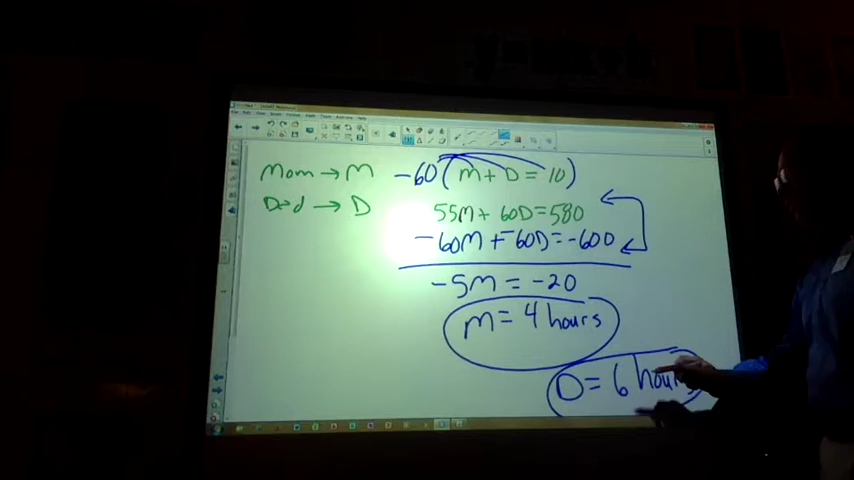 Mom → M
Dad → D
-60(M + D = 10)
55M + 60D = 580
-60M + -60D = -600
-5M = -20
M = 4 hours
D = 6 hours